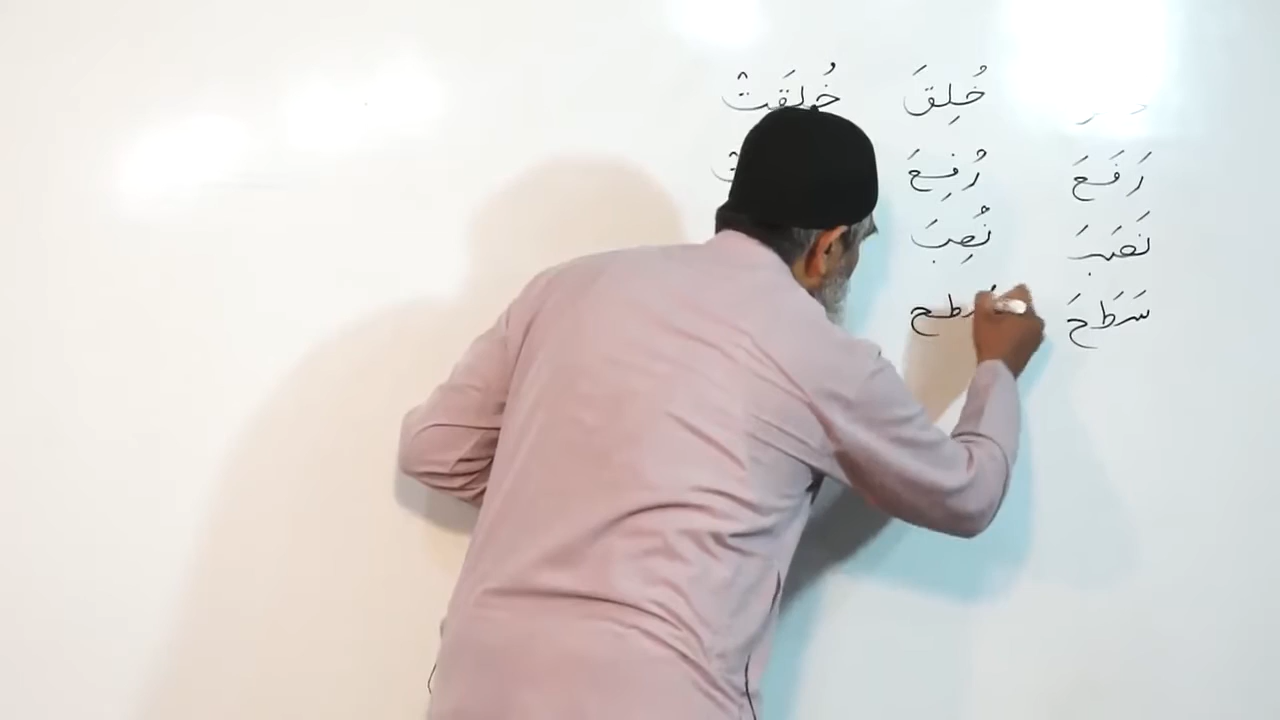 خُلِقَ خُلِقَتْ
رَفَعَ رُفِعَ
نَصَبَ نُصِبَ
سَطَحَ